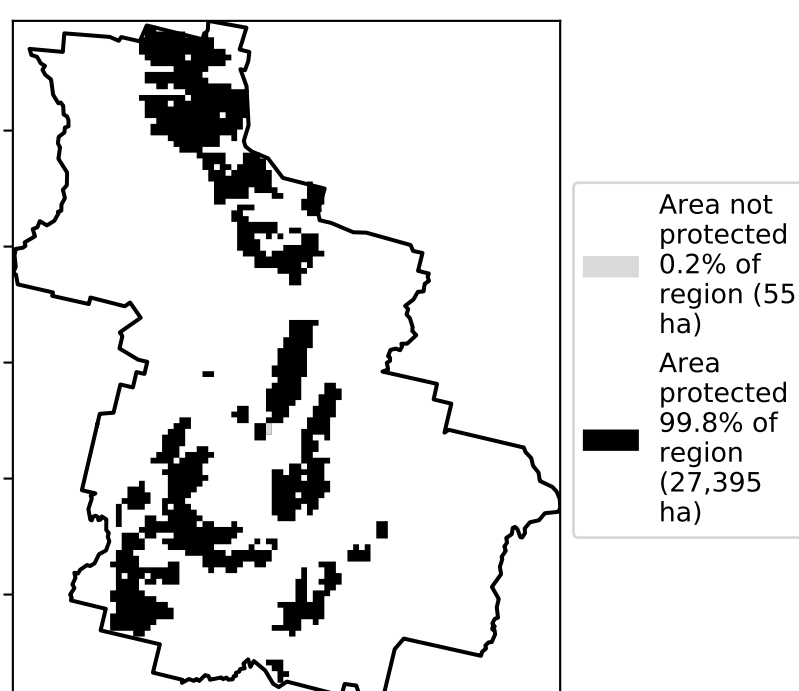 Area not
protected
0.2% of
region (55
ha)
Area
protected
99.8% of
region
(27,395
ha)